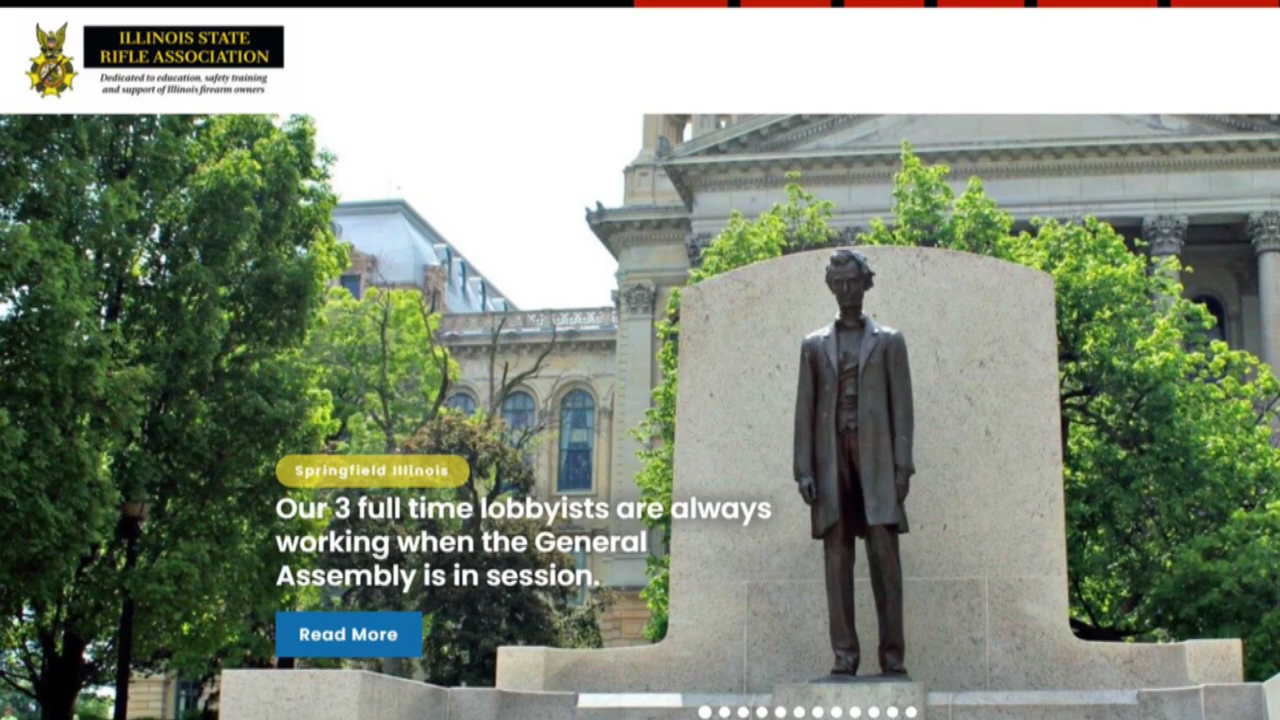 ILLINOIS STATE
RIFLE ASSOCIATION
Dedicated to education, safety training
and support of Illinois firearm owners
Springfield Illinois
Our 3 full time lobbyists are always
working when the General
Assembly is in session.
Read More